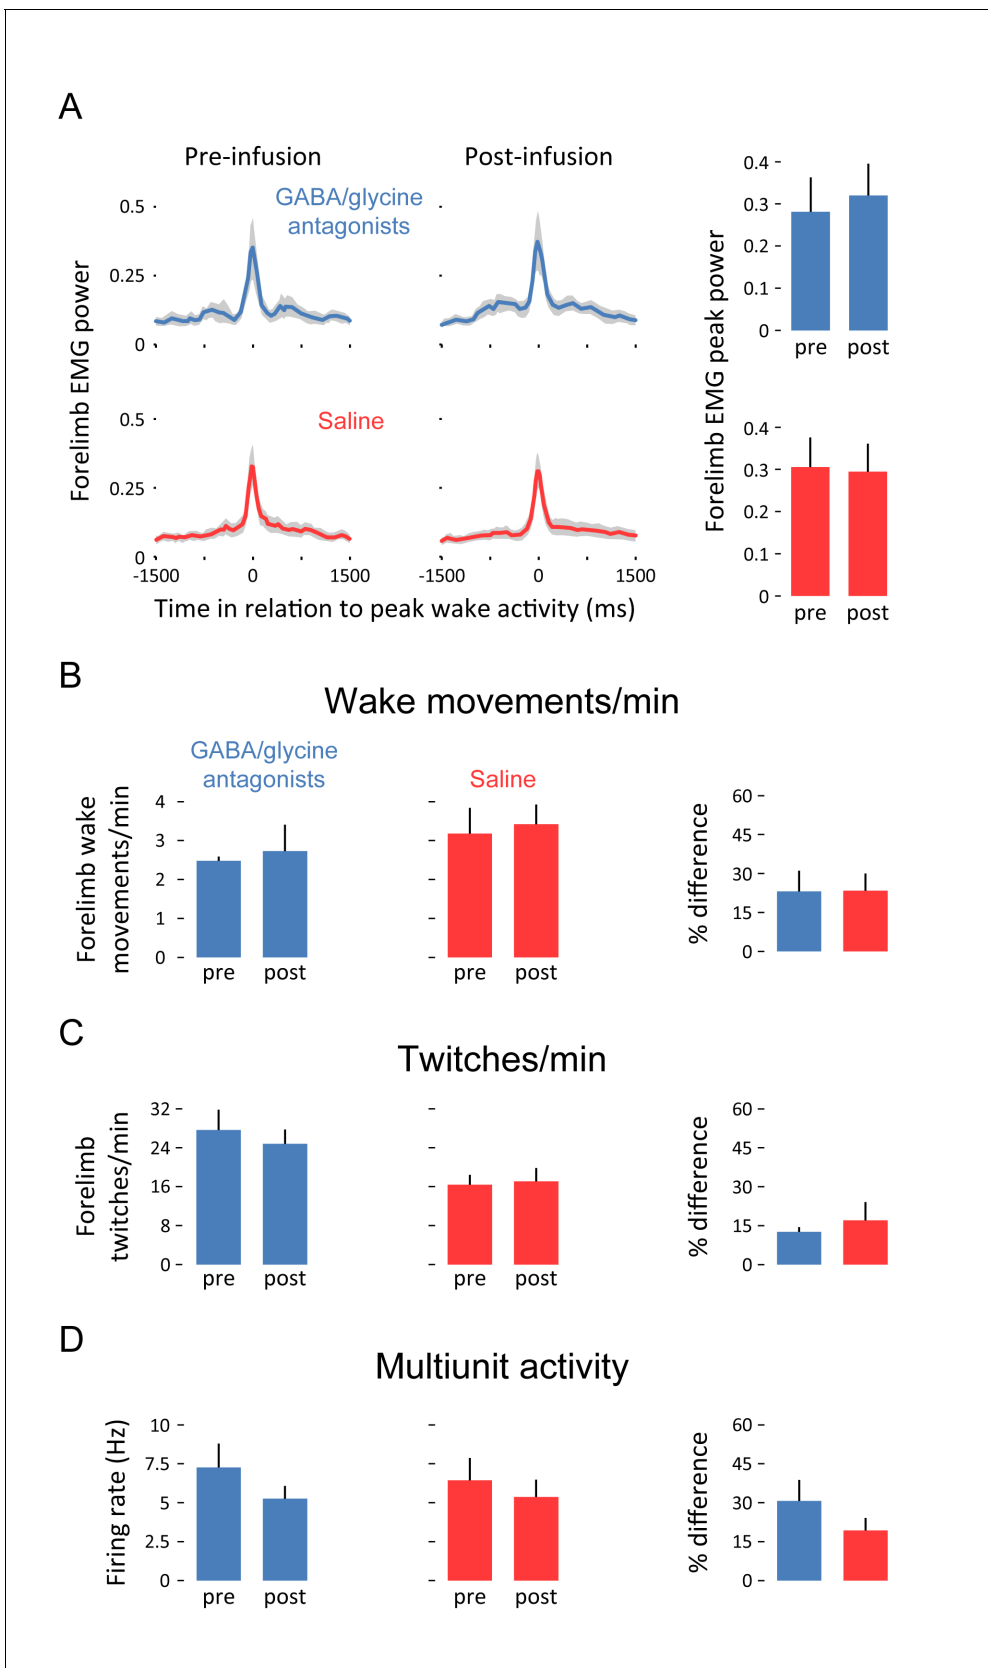 A
Pre-infusion
Post-infusion
GABA/glycine
antagonists
Forelimb EMG power
0.5
0.25
0
Saline
0.5
0.25
0
-1500
0
1500
-1500
0
1500
Time in relation to peak wake activity (ms)
Forelimb EMG peak power
0.4
0.3
0.2
0.1
0
pre
post
0.4
0.3
0.2
0.1
0
pre
post
B
Wake movements/min
GABA/glycine
antagonists
Saline
Forelimb wake
movements/min
4
3
2
1
0
pre
post
pre
post
% difference
60
45
30
15
0
C
Twitches/min
Forelimb
twitches/min
32
24
16
8
0
pre
post
pre
post
% difference
60
45
30
15
0
D
Multiunit activity
Firing rate (Hz)
10
7.5
5
2.5
0
pre
post
pre
post
% difference
60
45
30
15
0